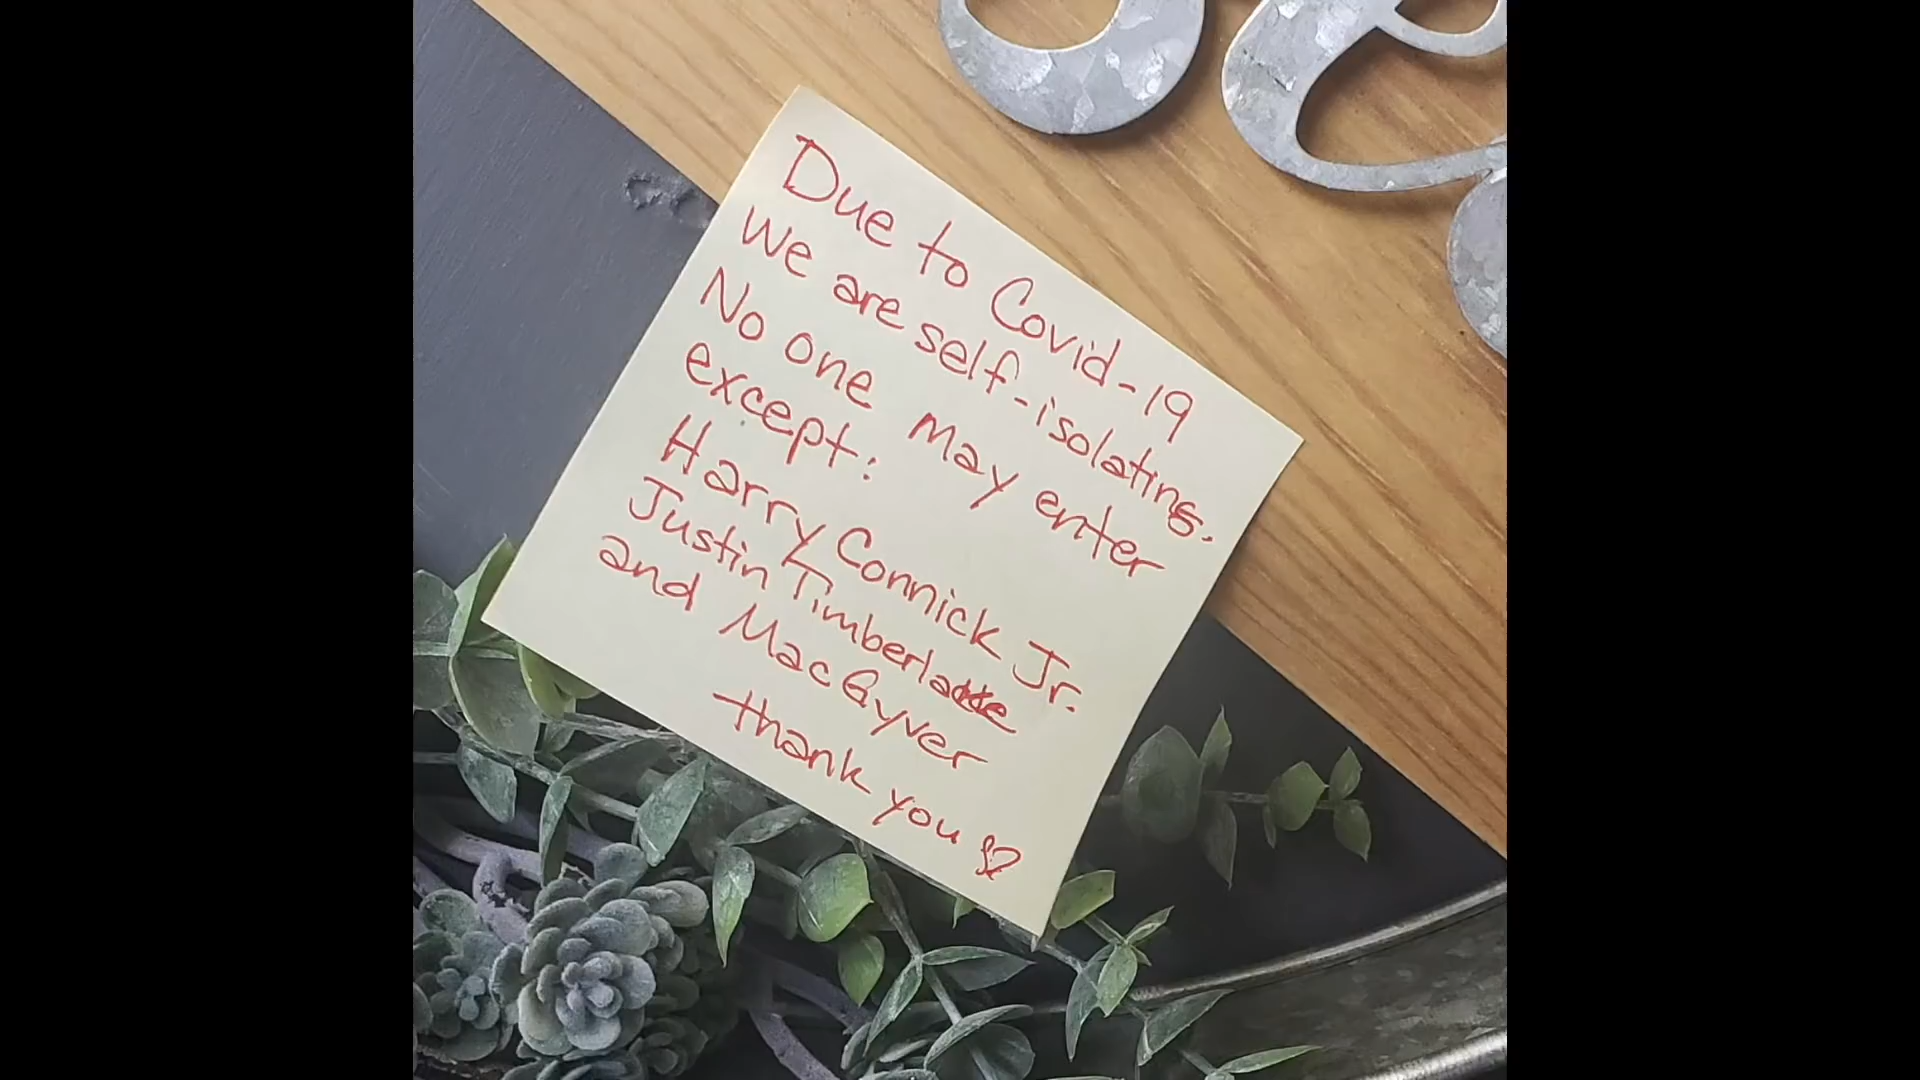 Due to Covid-19
We are self-isolating.
No one may enter
except:
Harry Connick Jr.
Justin Timberlake
and MacGyver
thank you